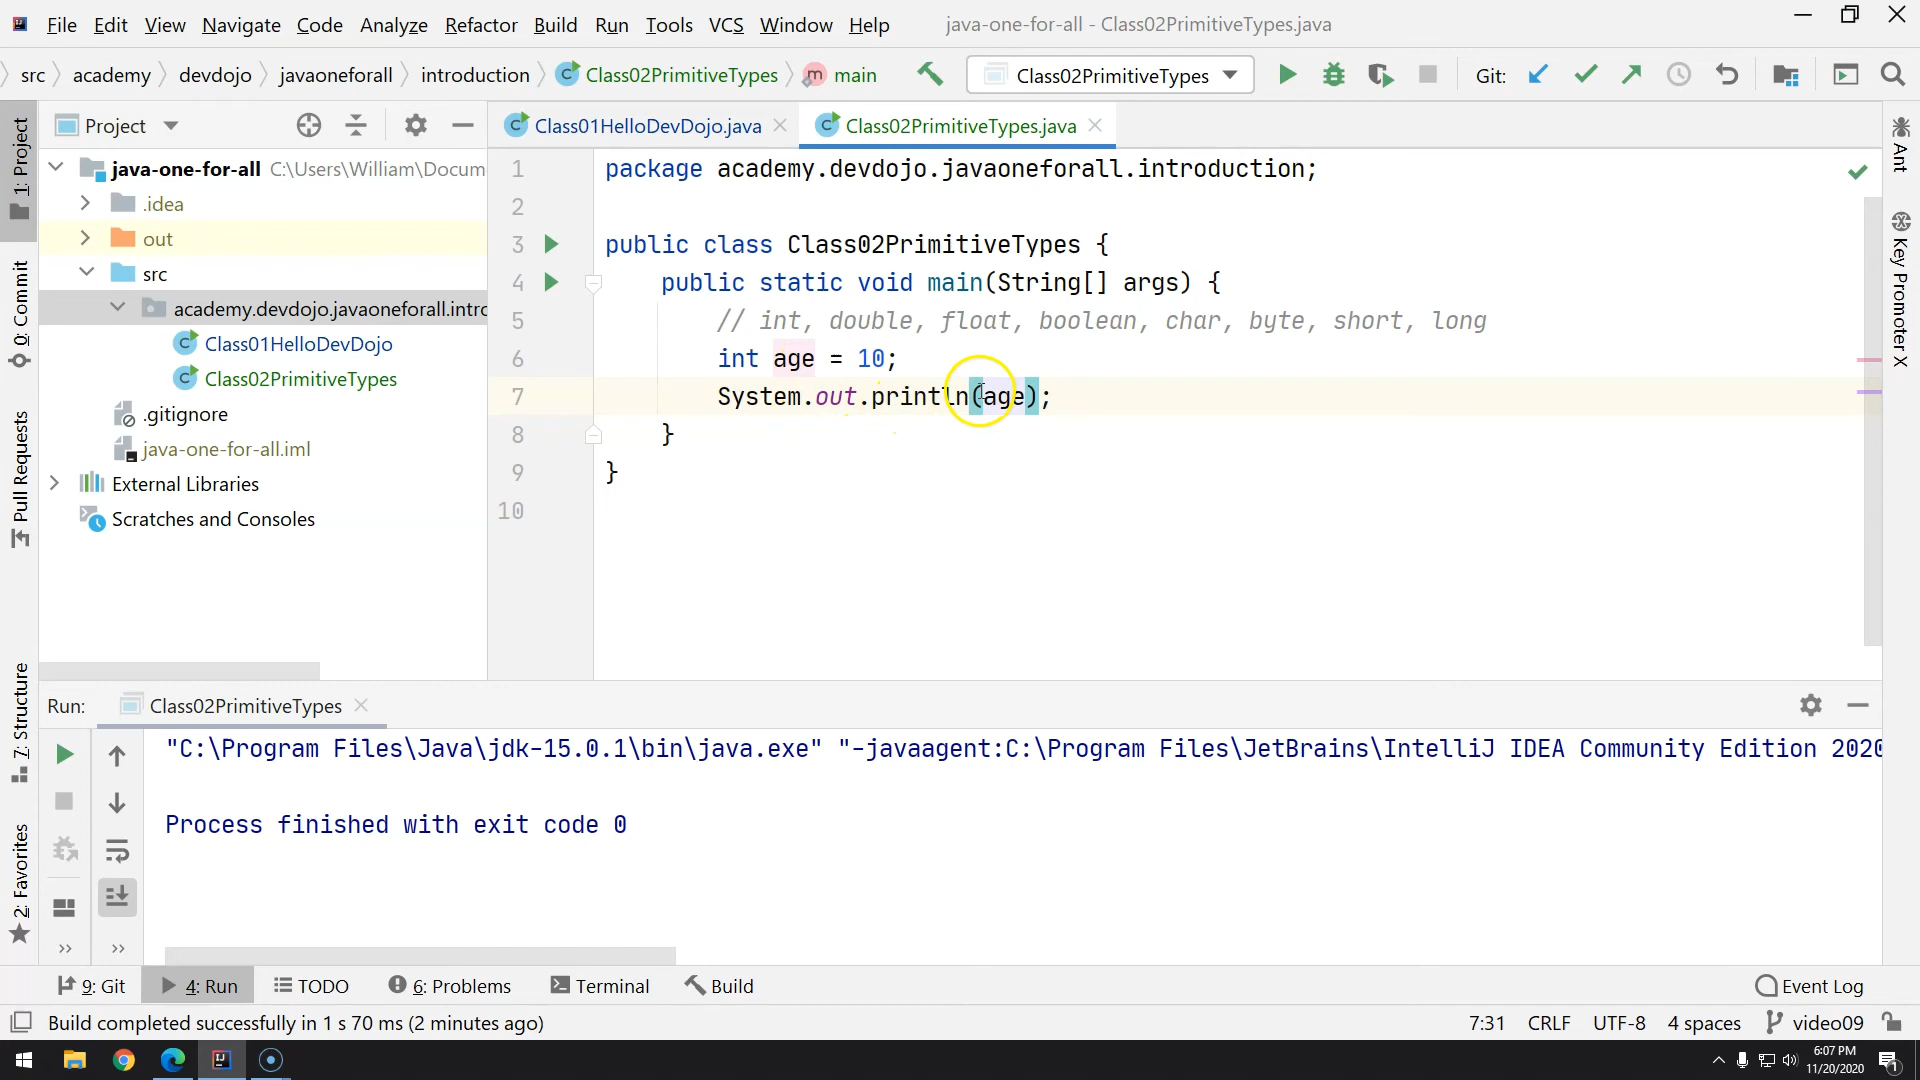 File Edit View Navigate Code Analyze Refactor Build Run Tools VCS Window Help java-one-for-all - Class02PrimitiveTypes.java
src academy devdojo javaoneforall introduction Class02PrimitiveTypes main Class02PrimitiveTypes Git:
1: Project
0: Commit
Pull Requests
7: Structure
2: Favorites
Project
java-one-for-all C:\Users\William\Docum
.idea
out
src
academy.devdojo.javaoneforall.intro
Class01HelloDevDojo
Class02PrimitiveTypes
.gitignore
java-one-for-all.iml
External Libraries
Scratches and Consoles
Class01HelloDevDojo.java Class02PrimitiveTypes.java
1 package academy.devdojo.javaoneforall.introduction;
2
3 public class Class02PrimitiveTypes {
4 public static void main(String[] args) {
5 // int, double, float, boolean, char, byte, short, long
6 int age = 10;
7 System.out.println(age);
8 }
9 }
10
Ant
Key Promoter X
Run: Class02PrimitiveTypes
"C:\Program Files\Java\jdk-15.0.1\bin\java.exe" "-javaagent:C:\Program Files\JetBrains\IntelliJ IDEA Community Edition 2020
Process finished with exit code 0
9: Git 4: Run TODO 6: Problems Terminal Build Event Log
Build completed successfully in 1 s 70 ms (2 minutes ago) 7:31 CRLF UTF-8 4 spaces video09
6:07 PM
11/20/2020
1